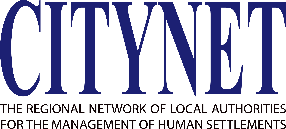 CITYNET
THE REGIONAL NETWORK OF LOCAL AUTHORITIES
FOR THE MANAGEMENT OF HUMAN SETTLEMENTS